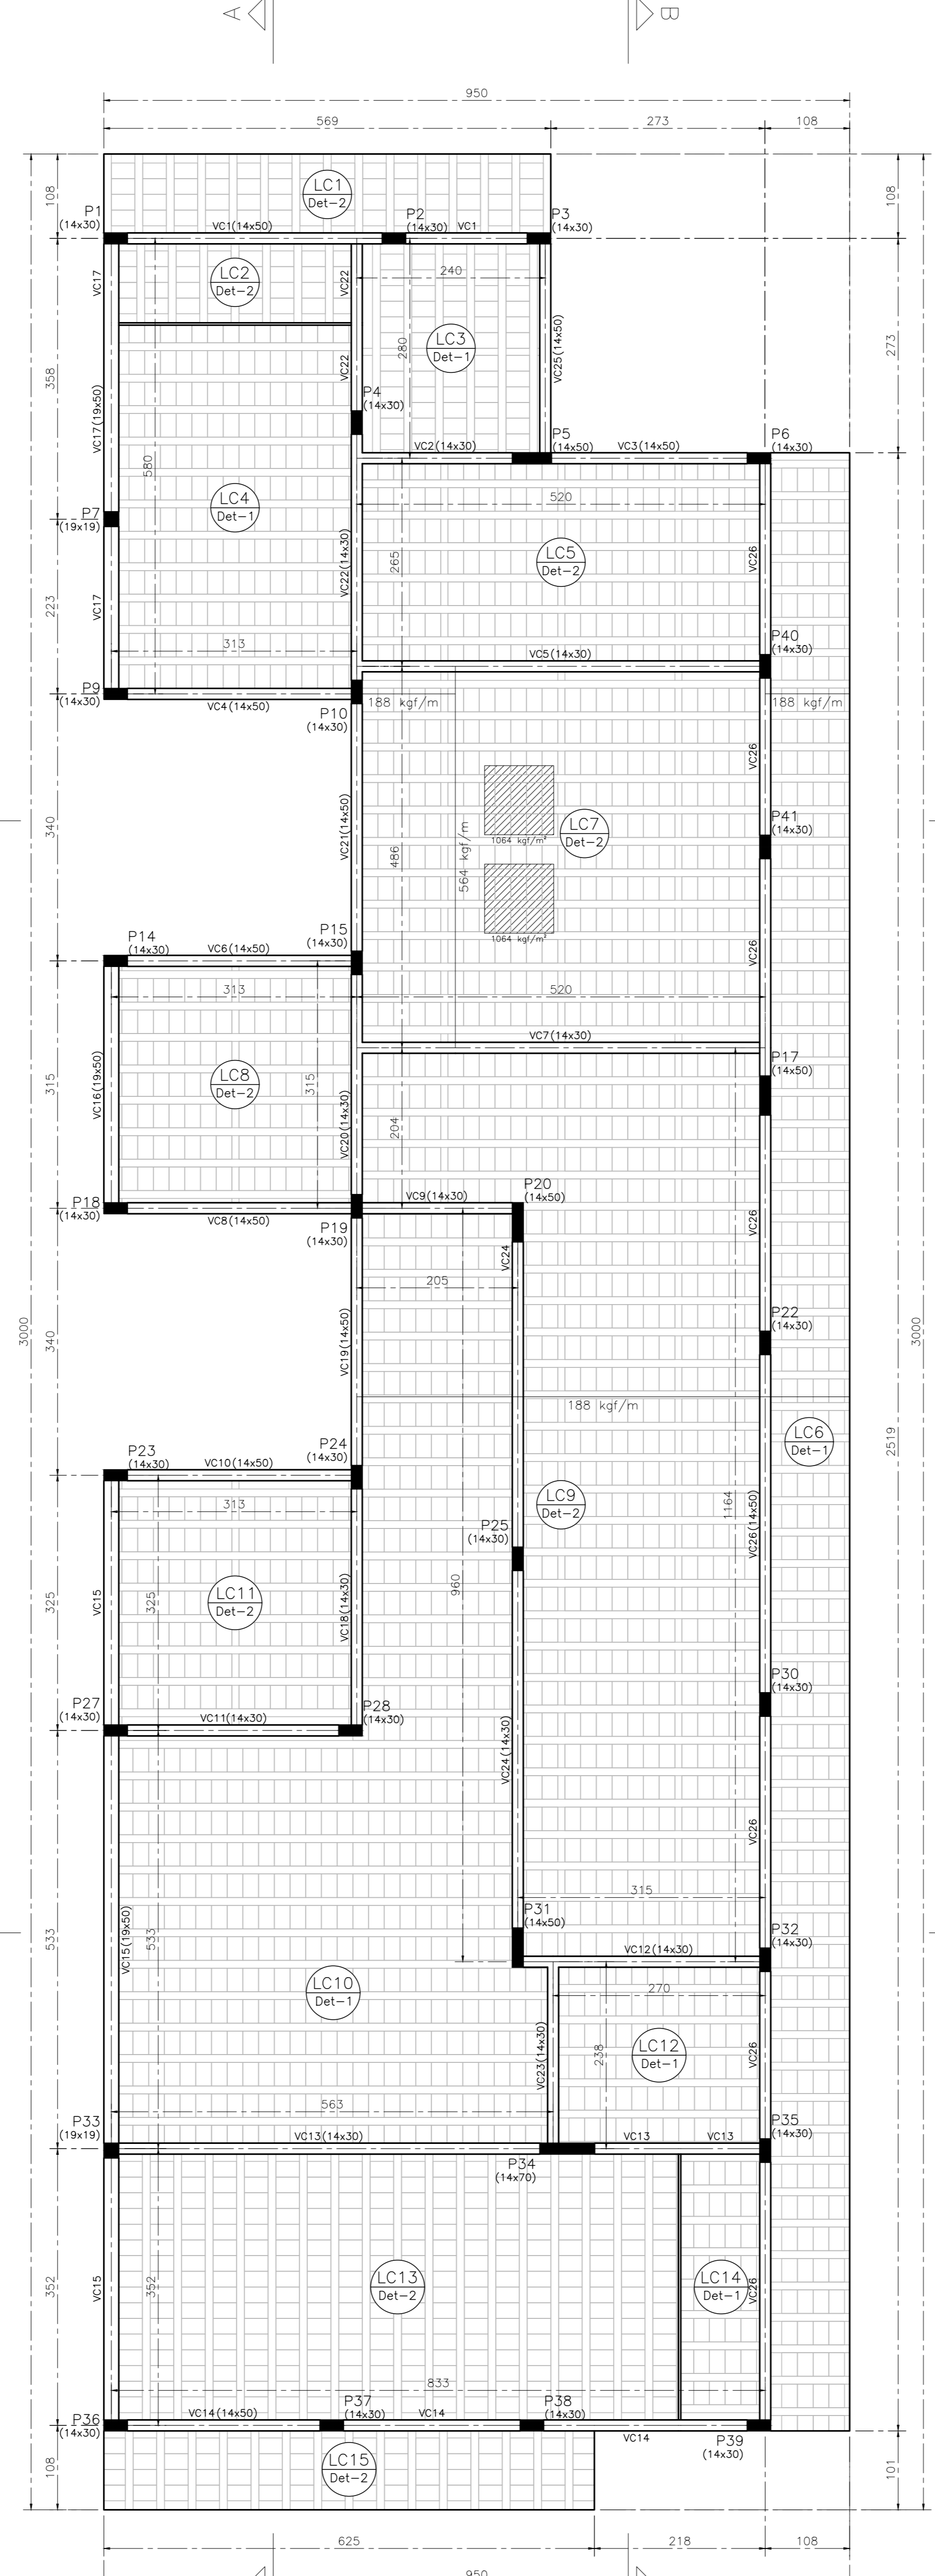 A
B
950
569
273
108
108
108
P1
(14x30)
VC1(14x50)
P2
(14x30)
VC1
P3
(14x30)
LC1
Det-2
VC17
LC2
Det-2
VC22
240
273
LC3
Det-1
280
VC25(14x50)
358
VC17(19x50)
580
VC22
P4
(14x30)
VC2(14x30)
P5
(14x50)
VC3(14x50)
P6
(14x30)
LC4
Det-1
520
P7
(19x19)
VC22(14x30)
265
LC5
Det-2
VC26
223
VC17
313
VC5(14x30)
P40
(14x30)
P9
(14x30)
VC4(14x50)
P10
(14x30)
188 kgf/m
188 kgf/m
VC26
340
VC2(14x50)
486
564 kgf/m
1064 kgf/m²
LC7
Det-2
P41
(14x30)
1064 kgf/m²
P14
(14x30)
VC6(14x50)
P15
(14x30)
VC26
313
520
VC7(14x30)
P17
(14x50)
315
VC16(19x50)
LC8
Det-2
315
VC20(14x30)
204
P18
(14x30)
VC8(14x50)
P19
(14x30)
VC9(14x30)
P20
(14x50)
VC24
VC26
205
3000
340
VC19(14x50)
P22
(14x30)
3000
188 kgf/m
LC6
Det-1
2519
P23
(14x30)
VC10(14x50)
P24
(14x30)
313
LC9
Det-2
1164
VC26(14x50)
P25
(14x30)
960
325
VC15
LC11
Det-2
325
VC18(14x30)
P27
(14x30)
VC11(14x30)
P28
(14x30)
P30
(14x30)
VC24(14x30)
VC26
315
P31
(14x50)
533
VC15(19x50)
533
VC12(14x30)
P32
(14x30)
LC10
Det-1
270
VC23(14x30)
238
LC12
Det-1
VC26
563
P33
(19x19)
VC13(14x30)
P34
(14x70)
VC13
VC13
P35
(14x30)
352
VC15
352
LC13
Det-2
LC14
Det-1
VC26
833
P36
(14x30)
VC14(14x50)
P37
(14x30)
VC14
P38
(14x30)
VC14
P39
(14x30)
108
LC15
Det-2
101
625
218
108
950